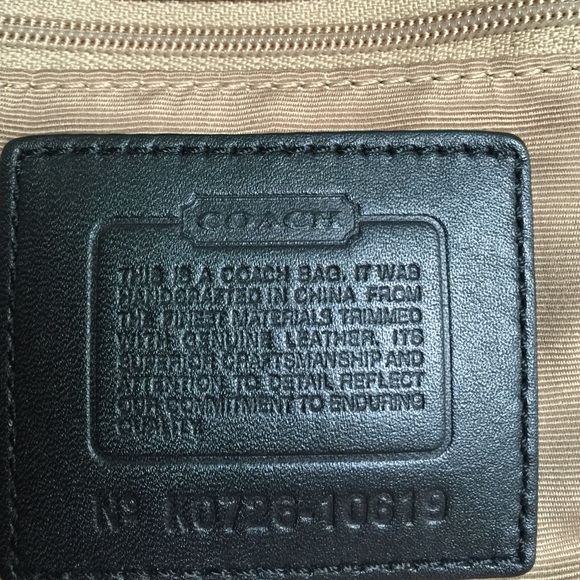 COACH
THIS IS A COACH BAG. IT WAS
HANDCRAFTED IN CHINA FROM
THE FINEST MATERIALS TRIMMED
WITH GENUINE LEATHER. ITS
SUPERIOR CRAFTSMANSHIP AND
ATTENTION TO DETAIL REFLECT
OUR COMMITMENT TO ENDURING
QUALITY.
Nº K0726-10619